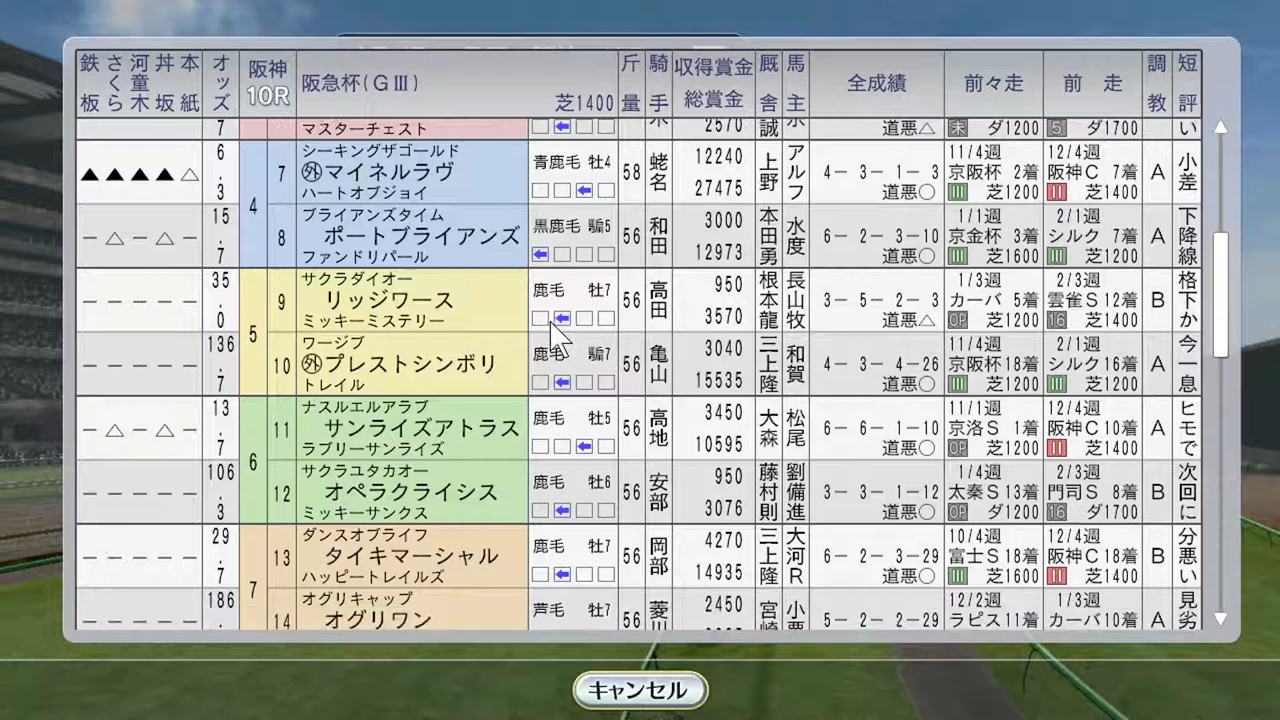 鉄板 さくら 河童木 丼坂 本紙 オッズ 阪神10R 阪急杯(GⅢ) 芝1400 斤量 騎手 収得賞金 総賞金 厩舎 馬主 全成績 前々走 前 走 調教 短評
7 マスターチェスト 2570 誠 道悪△ 未 ダ1200 5 ダ1700 い
▲ ▲ ▲ ▲ △ 6.3 4 7 シーキングザゴールド 青鹿毛 牡4 58 蛯名 12240 上野 アルフ 4－ 3－ 1－ 3 11/4週 12/4週 A 小差
外マイネルラヴ 京阪杯 2着 阪神C 7着
ハートオブジョイ 27475 道悪○ Ⅲ 芝1200 Ⅱ 芝1400
－ △ － △ － 15.7 8 ブライアンズタイム 黒鹿毛 騸5 56 和田 3000 本田勇 水度 6－ 2－ 3－10 1/1週 2/1週 A 下降線
ポートブライアンズ 京金杯 3着 シルク 7着
ファンドリパール 12973 道悪○ Ⅲ 芝1600 Ⅲ 芝1200
－ － － － － 35.0 5 9 サクラダイオー 鹿毛 牡7 56 高田 950 根本龍 長山牧 3－ 5－ 2－ 3 1/3週 2/3週 B 格下か
リッジワース カーバ 5着 雲雀S 12着
ミッキーミステリー 3570 道悪△ OP 芝1200 16 芝1400
－ － － － － 136.7 10 ワージブ 鹿毛 騸7 56 亀山 3040 三上隆 和賀 4－ 3－ 4－26 11/4週 2/1週 A 今一息
外プレストシンボリ 京阪杯18着 シルク16着
トレイル 15535 道悪○ Ⅲ 芝1200 Ⅲ 芝1200
－ △ － △ － 13.7 6 11 ナスルエルアラブ 鹿毛 牡5 56 高地 3450 大森 松尾 6－ 6－ 1－10 11/1週 12/4週 A ヒモで
サンライズアトラス 京洛S 1着 阪神C10着
ラブリーサンライズ 10595 道悪○ OP 芝1200 Ⅱ 芝1400
－ － － － － 106.3 12 サクラユタカオー 鹿毛 牡6 56 安部 950 藤村則 劉備進 3－ 3－ 1－12 1/4週 2/3週 B 次回に
オペラクライシス 太秦S 13着 門司S 8着
ミッキーサンクス 3076 道悪○ OP ダ1200 16 ダ1700
－ － － － － 29.7 7 13 ダンスオブライフ 鹿毛 牡7 56 岡部 4270 三上隆 大河R 6－ 2－ 3－29 10/4週 12/4週 B 分悪い
タイキマーシャル 富士S 18着 阪神C18着
ハッピートレイルズ 14935 道悪○ Ⅲ 芝1600 Ⅱ 芝1400
－ － － － － 186. 14 オグリキャップ 芦毛 牡7 56 2450 5－ 2－ 2－29 12/2週 1/3週 A 見劣
オグリワン ラピス11着 カーバ10着
キャンセル